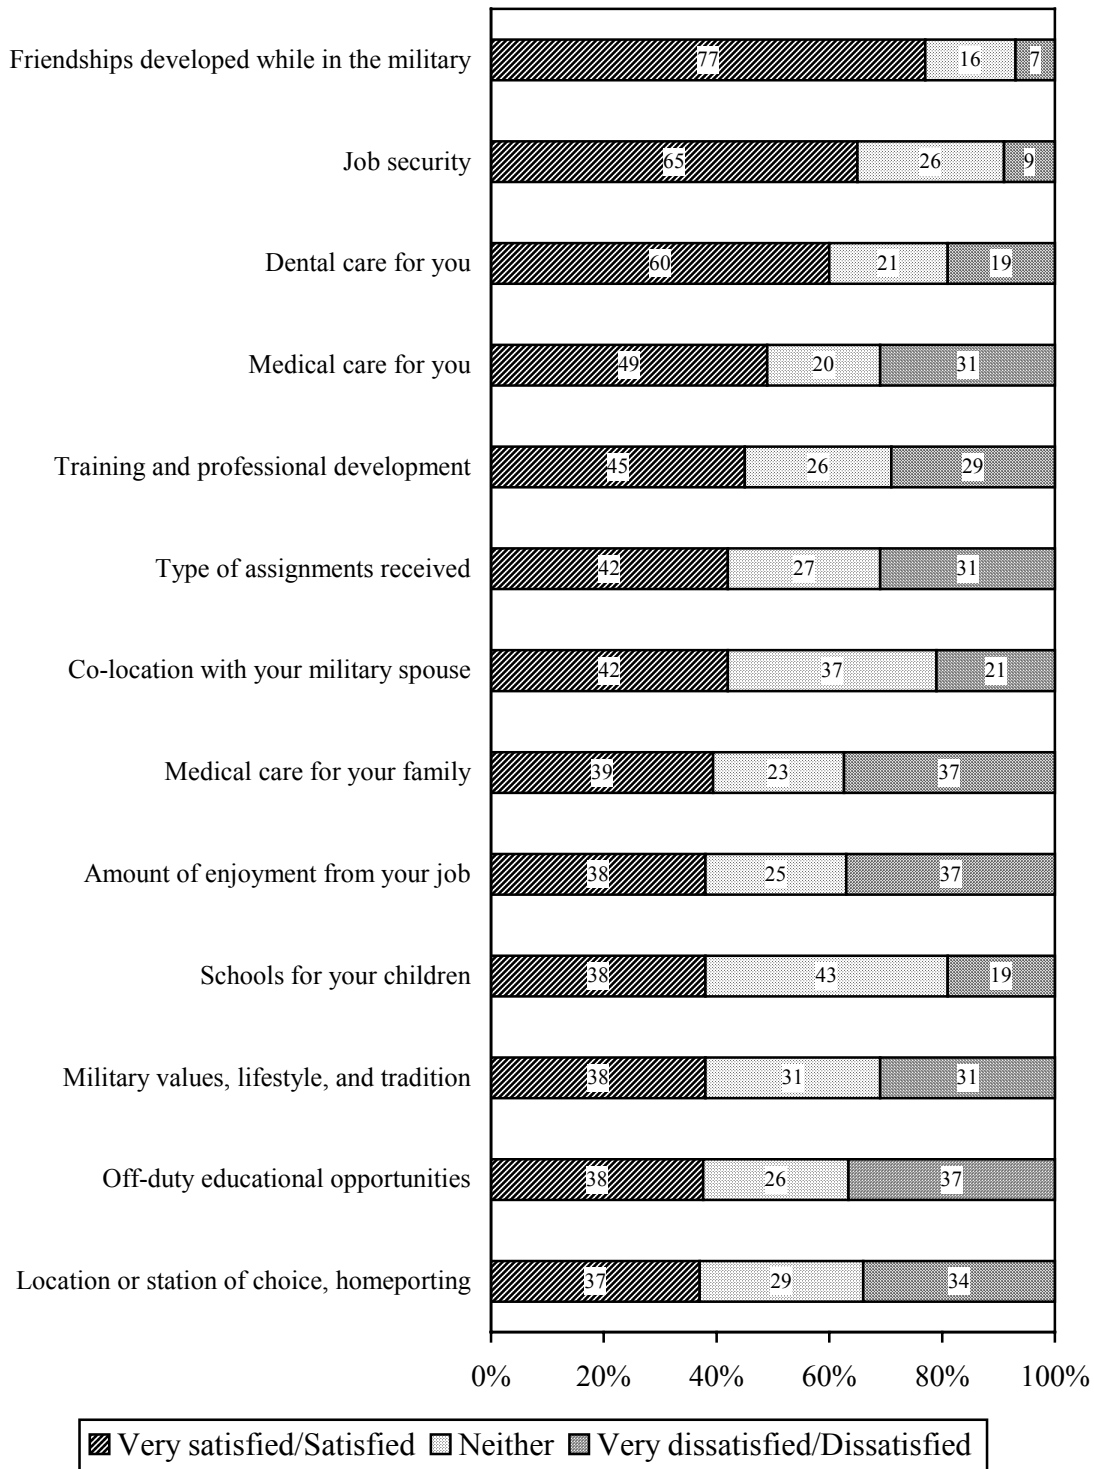 Friendships developed while in the military 77 16 7
Job security 65 26 9
Dental care for you 60 21 19
Medical care for you 49 20 31
Training and professional development 45 26 29
Type of assignments received 42 27 31
Co-location with your military spouse 42 37 21
Medical care for your family 39 23 37
Amount of enjoyment from your job 38 25 37
Schools for your children 38 43 19
Military values, lifestyle, and tradition 38 31 31
Off-duty educational opportunities 38 26 37
Location or station of choice, homeporting 37 29 34
0% 20% 40% 60% 80% 100%
Very satisfied/Satisfied Neither Very dissatisfied/Dissatisfied